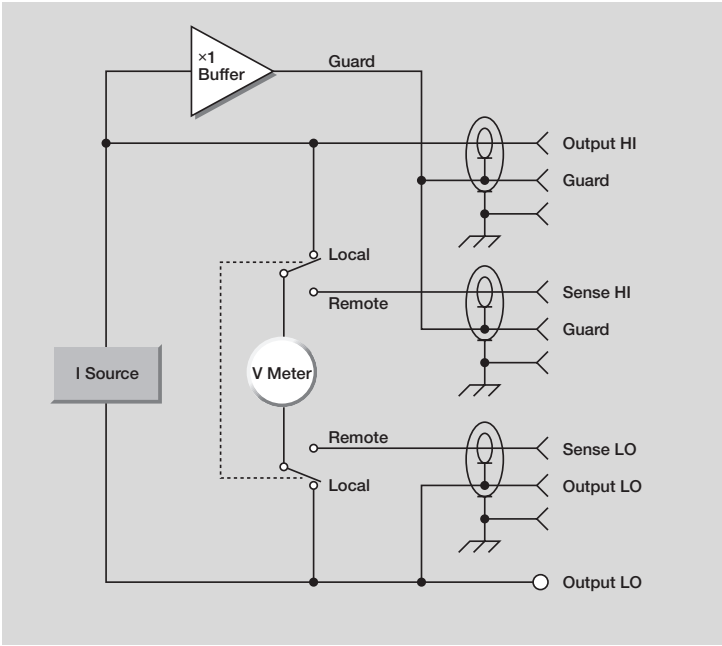 ×1
Buffer
Guard
Output HI
Guard
Local
Sense HI
Remote
Guard
I Source
V Meter
Remote
Sense LO
Local
Output LO
Output LO